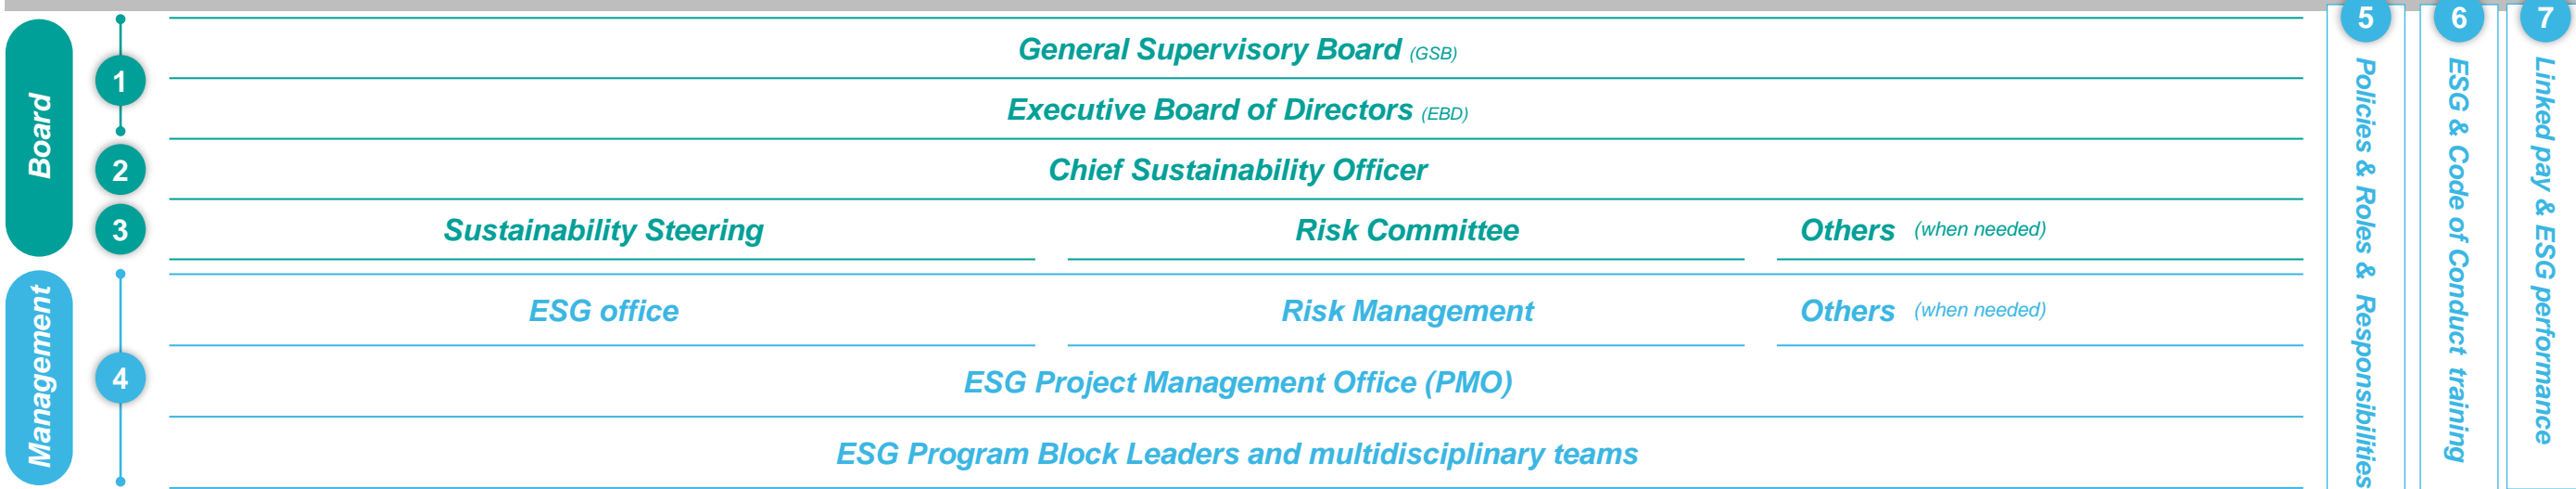 Board
1
General Supervisory Board (GSB)
Executive Board of Directors (EBD)
2
Chief Sustainability Officer
3
Sustainability Steering
Risk Committee
Others (when needed)
Management
4
ESG office
Risk Management
Others (when needed)
ESG Project Management Office (PMO)
ESG Program Block Leaders and multidisciplinary teams
5
Policies & Roles & Responsibilities
6
ESG & Code of Conduct training
7
Linked pay & ESG performance